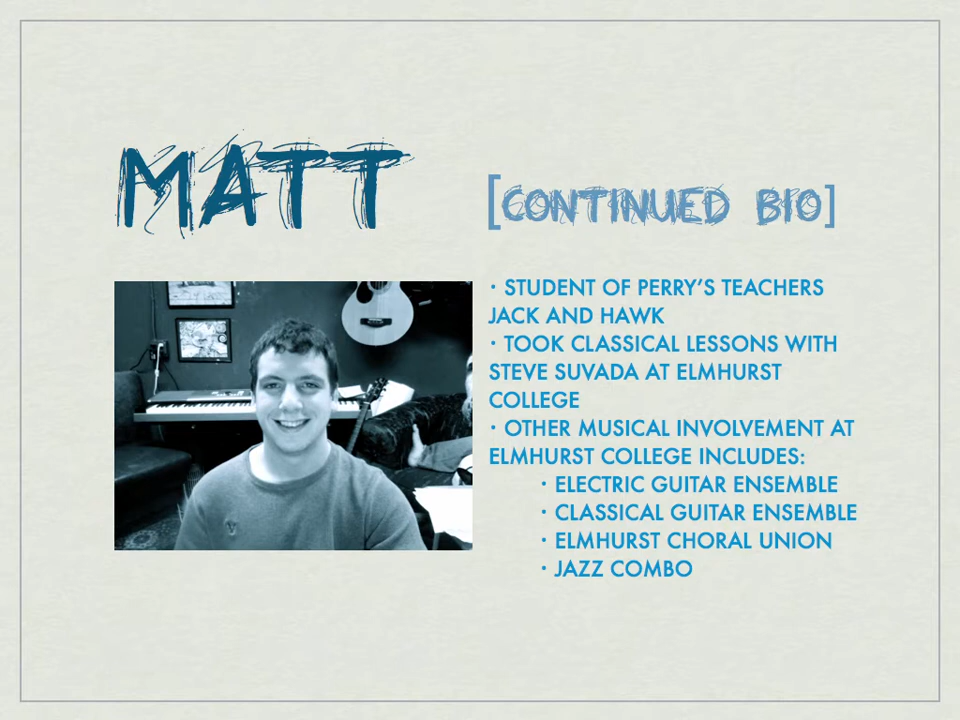 MATT
[CONTINUED BIO]
· STUDENT OF PERRY'S TEACHERS
JACK AND HAWK
· TOOK CLASSICAL LESSONS WITH
STEVE SUVADA AT ELMHURST
COLLEGE
· OTHER MUSICAL INVOLVEMENT AT
ELMHURST COLLEGE INCLUDES:
· ELECTRIC GUITAR ENSEMBLE
· CLASSICAL GUITAR ENSEMBLE
· ELMHURST CHORAL UNION
· JAZZ COMBO